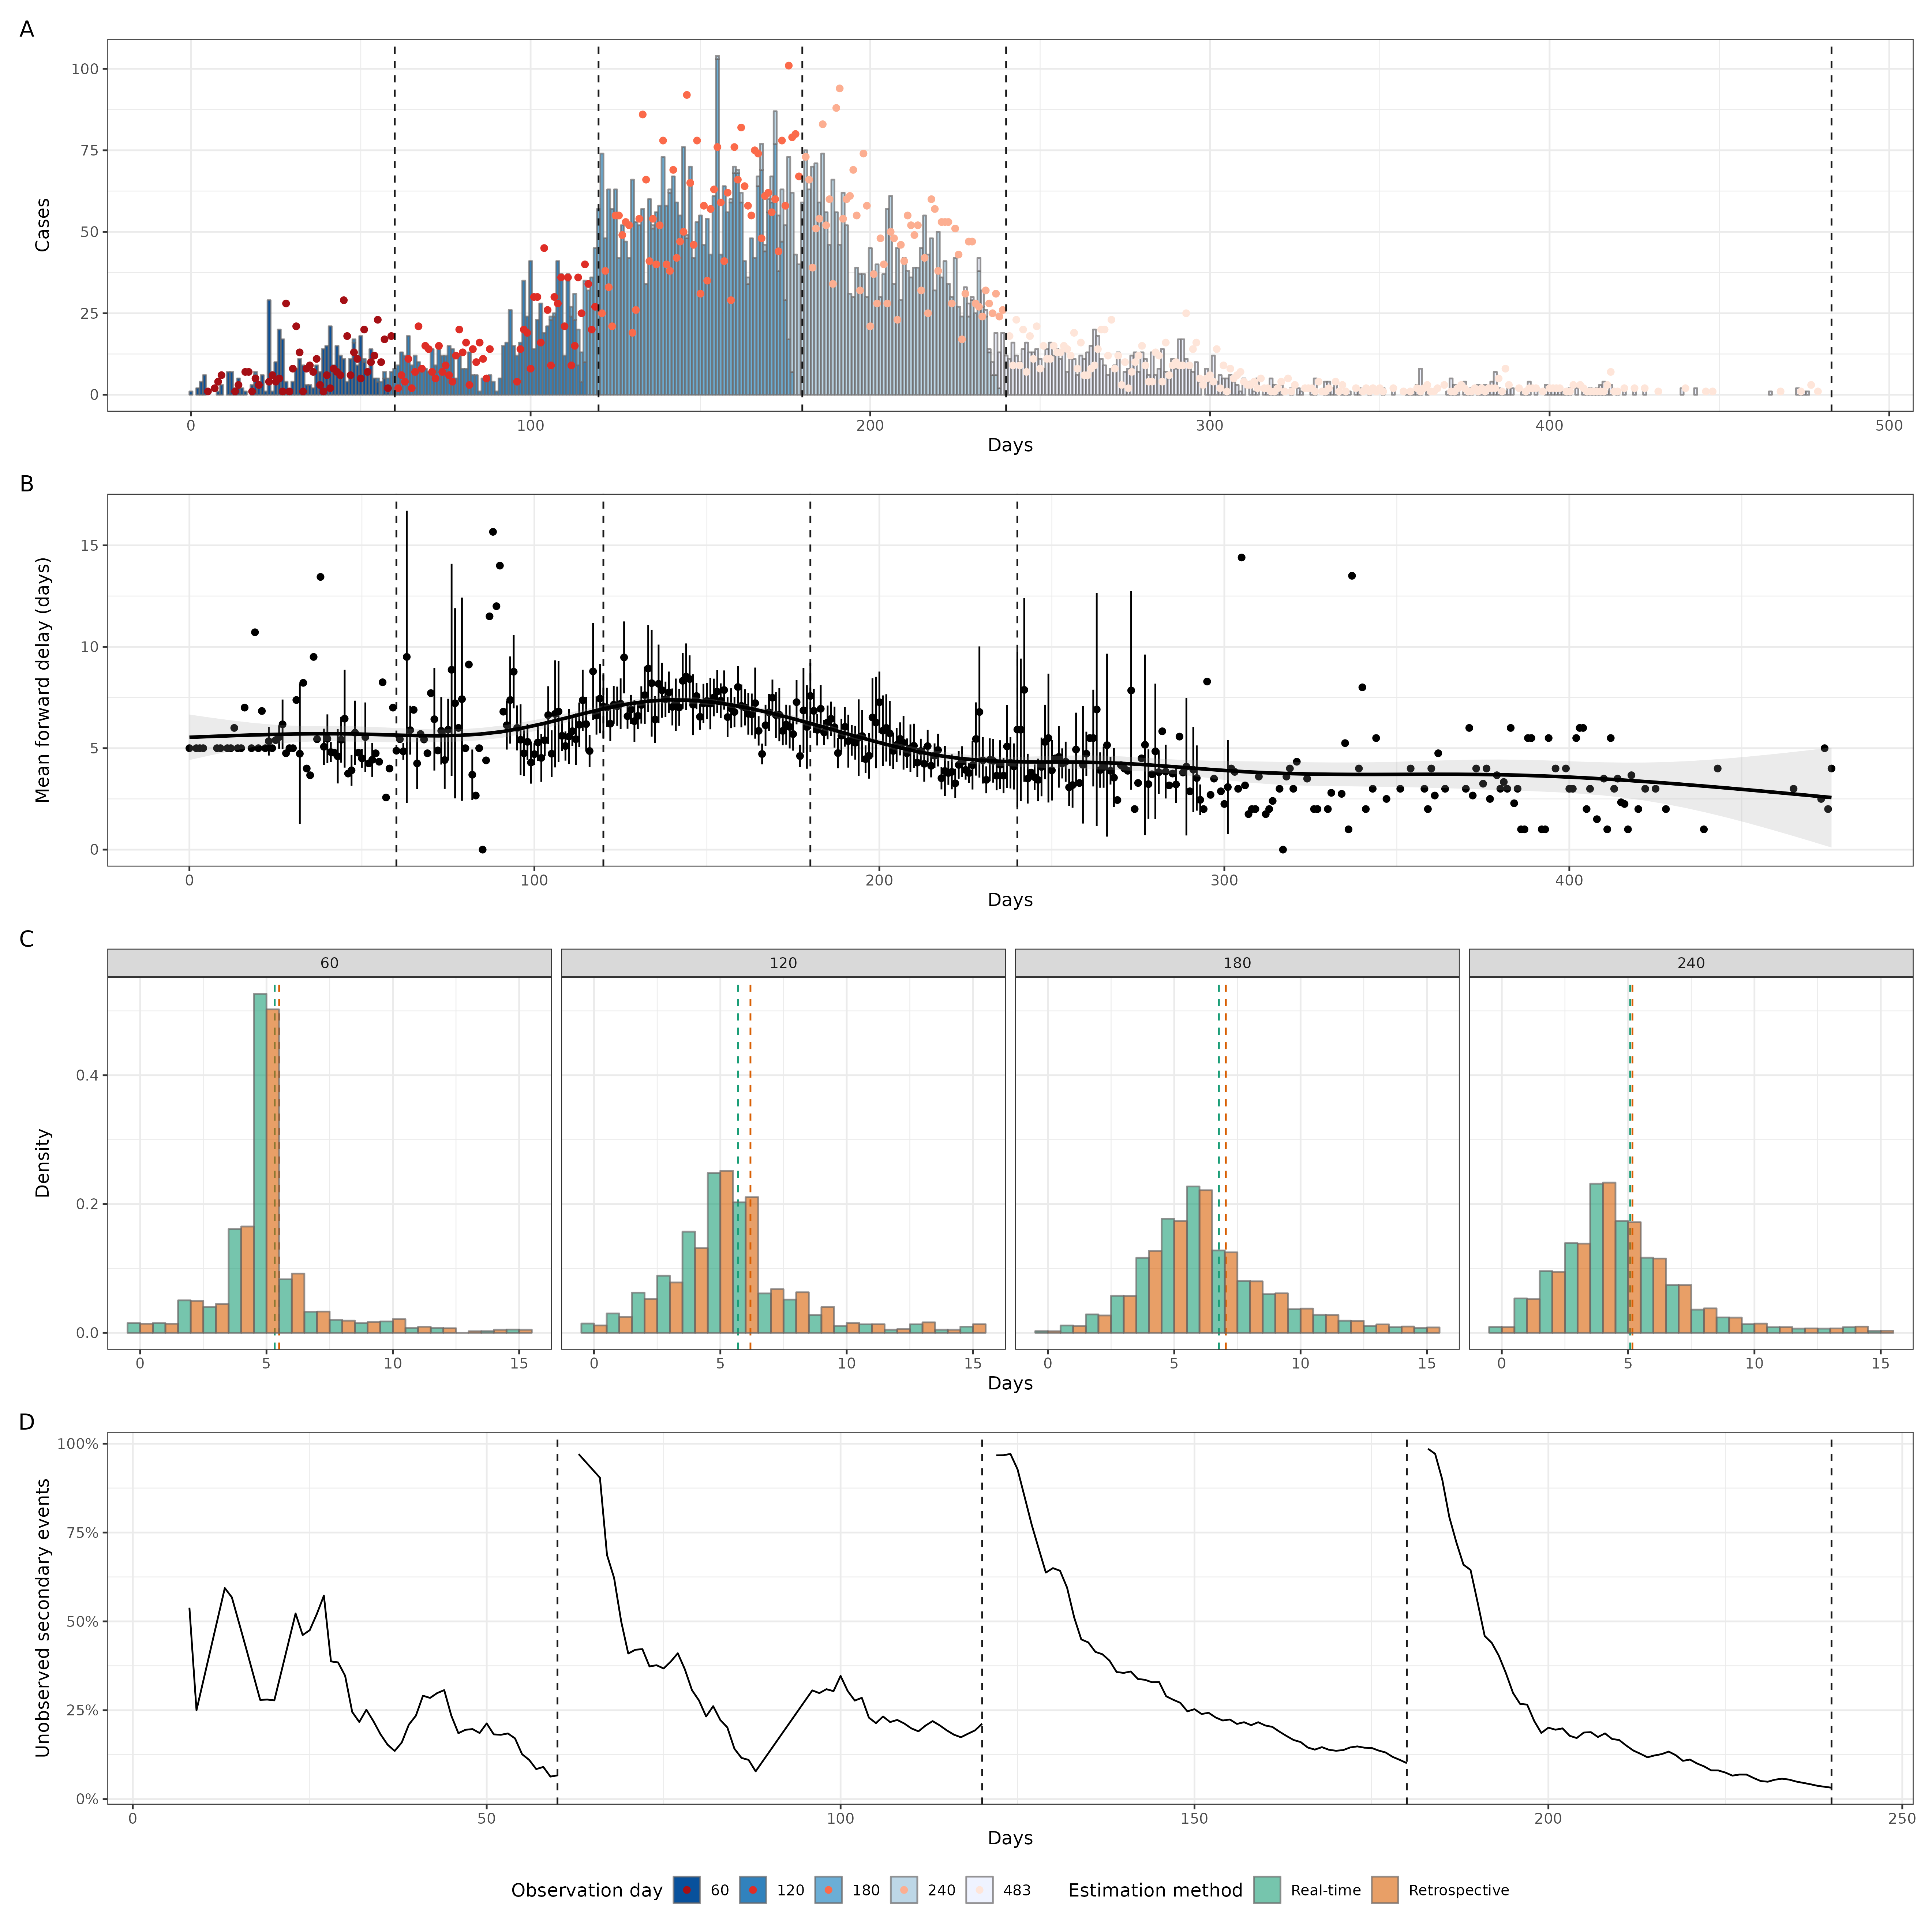 A
Cases
100
75
50
25
0
0 100 200 300 400 500
Days
B
Mean forward delay (days)
15
10
5
0
0 100 200 300 400
Days
C
60 120 180 240
Density
0.4
0.2
0.0
0 5 10 15 0 5 10 15 0 5 10 15 0 5 10 15
Days
D
Unobserved secondary events
100%
75%
50%
25%
0%
0 50 100 150 200 250
Days
Observation day 60 120 180 240 483 Estimation method Real-time Retrospective